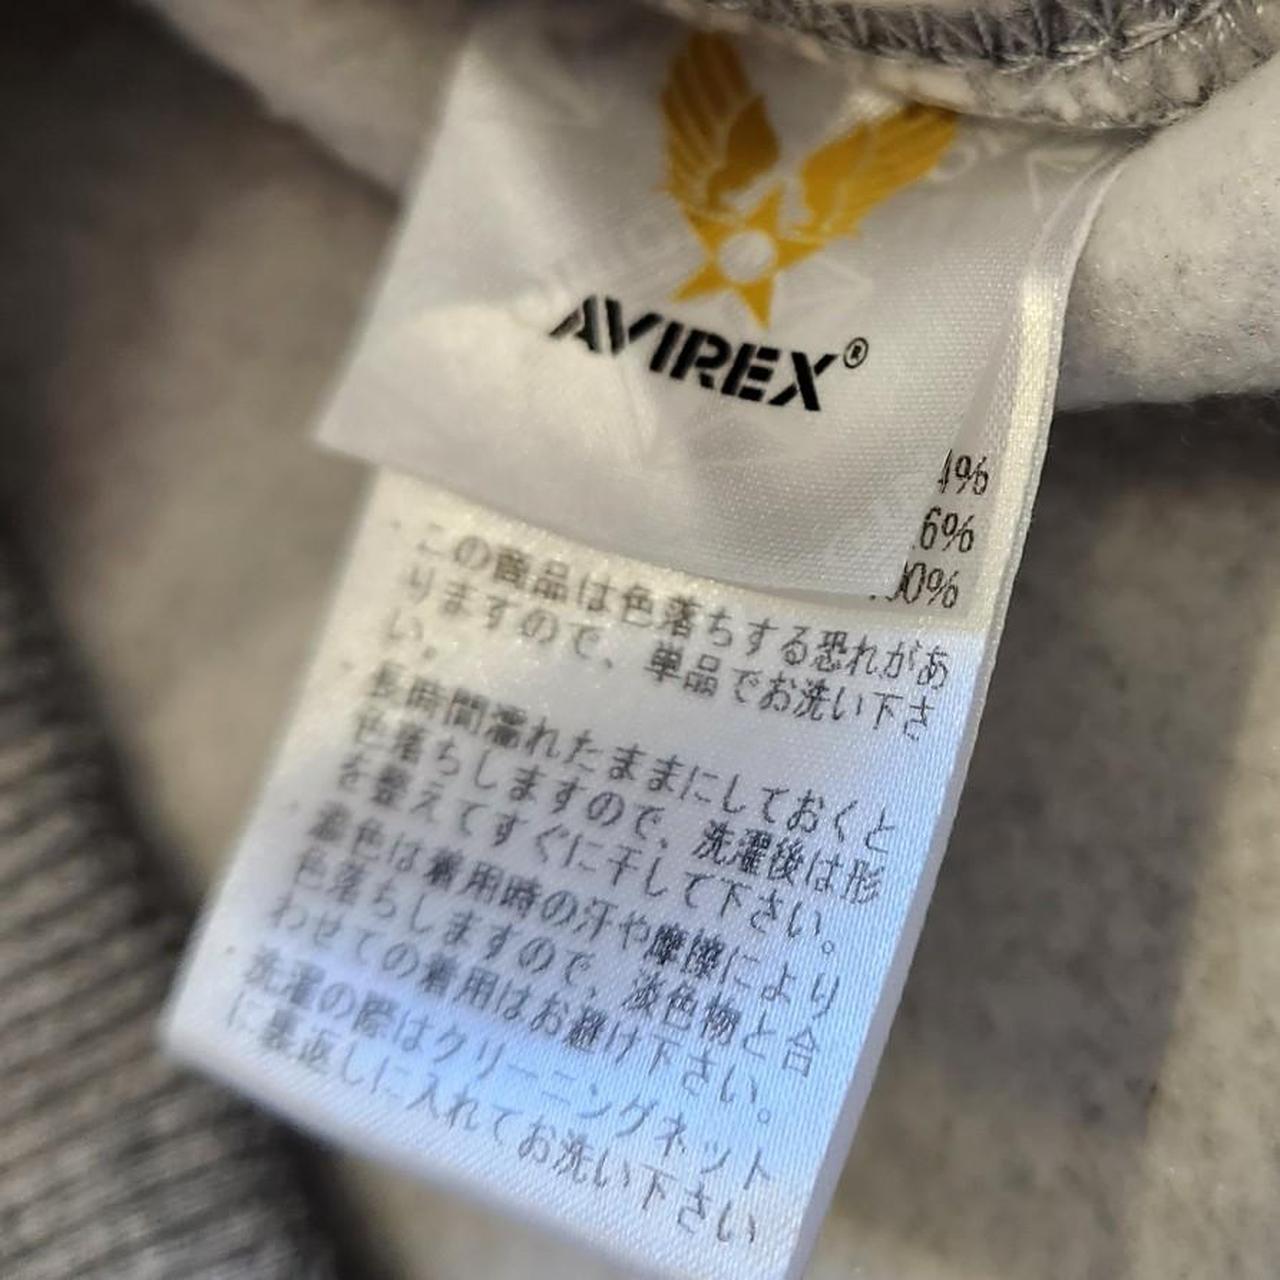 AVIREX®
4%
6%
00%
・この商品は色落ちする恐れがあ
りますので、単品でお洗い下さ
い。
・長時間濡れたままにしておくと
色落ちしますので、洗濯後は形
を整えてすぐに干して下さい。
・濃色は着用時の汗や摩擦により
色落ちしますので、淡色物と合
わせての着用はお避け下さい。
・洗濯の際はクリーニングネット
に裏返しに入れてお洗い下さい